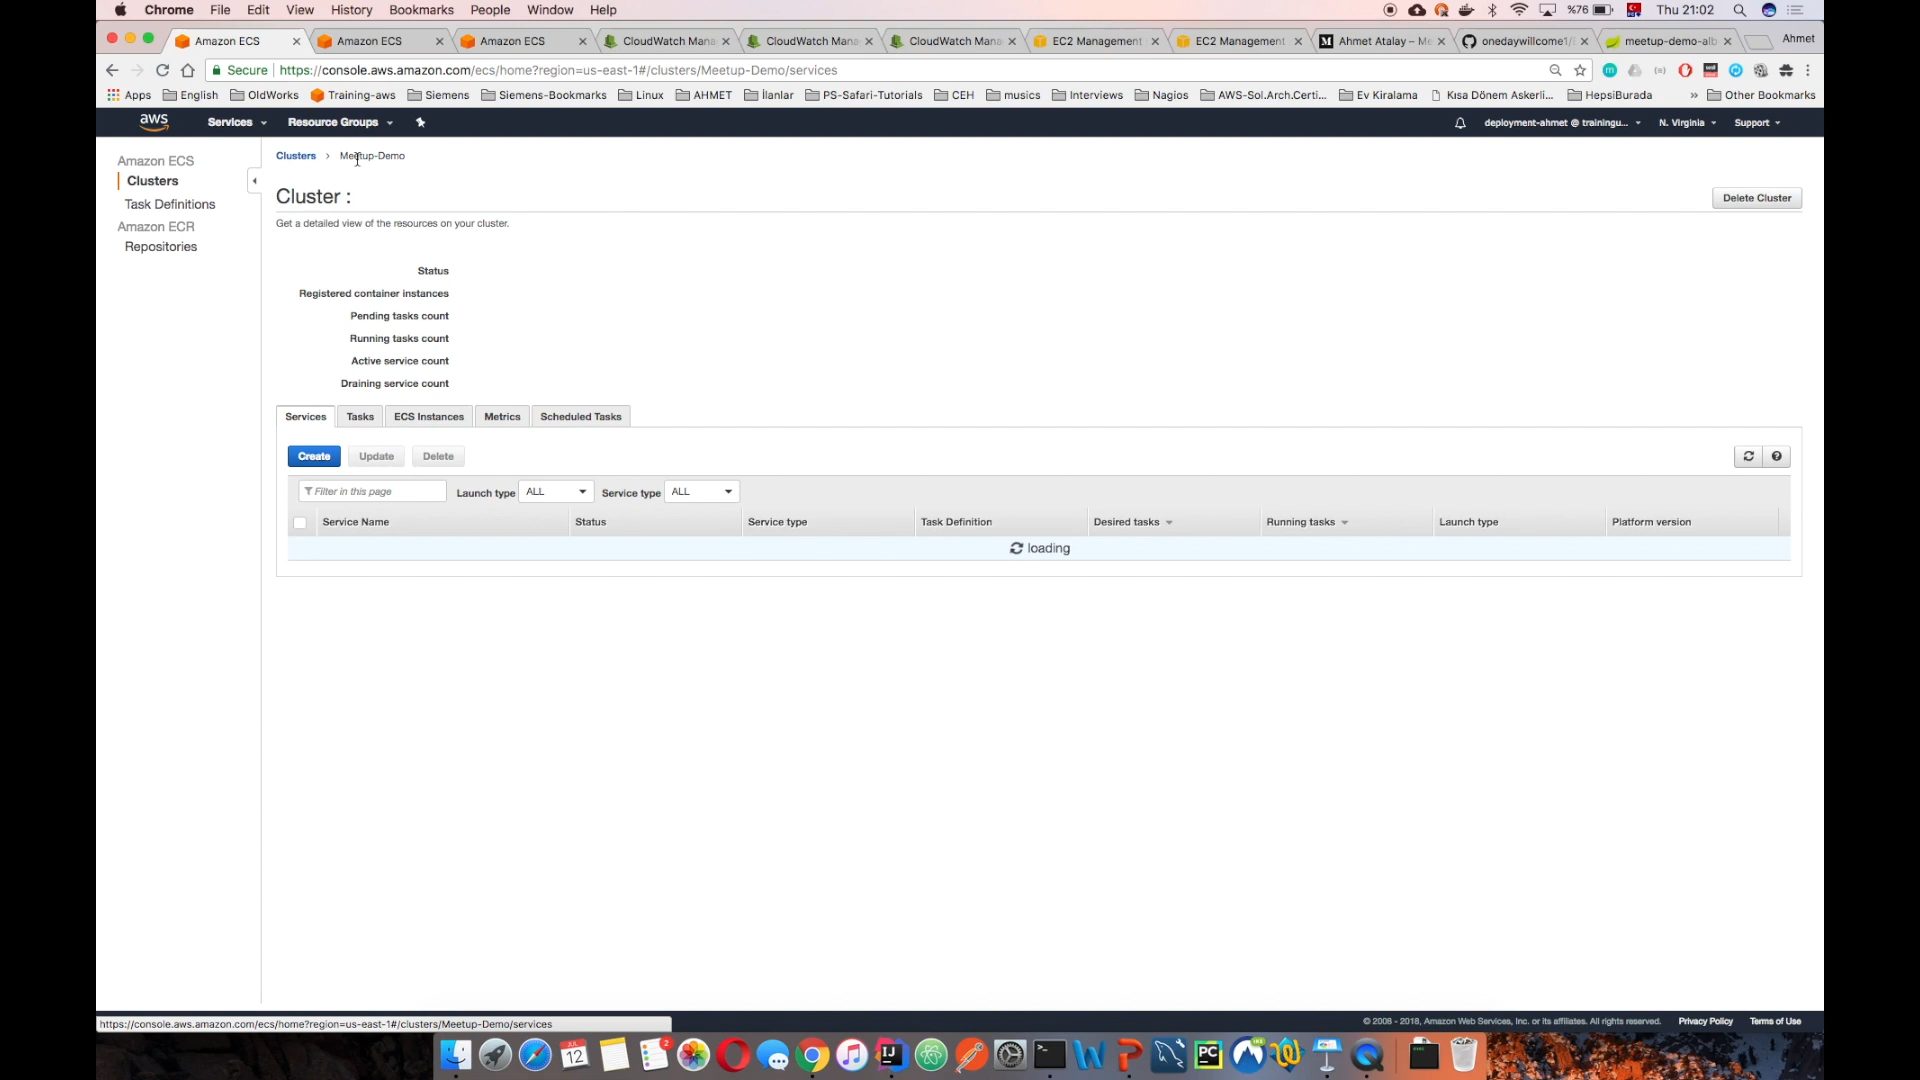 Chrome File Edit View History Bookmarks People Window Help %76 Thu 21:02
Amazon ECS Amazon ECS Amazon ECS CloudWatch Mana CloudWatch Mana CloudWatch Mana EC2 Management EC2 Management Ahmet Atalay – Me onedaywillcome1/ meetup-demo-alb Ahmet
Secure https://console.aws.amazon.com/ecs/home?region=us-east-1#/clusters/Meetup-Demo/services
Apps English OldWorks Training-aws Siemens Siemens-Bookmarks Linux AHMET İlanlar PS-Safari-Tutorials CEH musics Interviews Nagios AWS-Sol.Arch.Certi... Ev Kiralama Kısa Dönem Askerli... HepsiBurada » Other Bookmarks
aws Services Resource Groups deployment-ahmet @ trainingu... N. Virginia Support
Amazon ECS
Clusters
Task Definitions
Amazon ECR
Repositories
Clusters > Meetup-Demo
Cluster :
Delete Cluster
Get a detailed view of the resources on your cluster.
Status
Registered container instances
Pending tasks count
Running tasks count
Active service count
Draining service count
Services Tasks ECS Instances Metrics Scheduled Tasks
Create Update Delete
Filter in this page Launch type ALL Service type ALL
Service Name Status Service type Task Definition Desired tasks Running tasks Launch type Platform version
loading
https://console.aws.amazon.com/ecs/home?region=us-east-1#/clusters/Meetup-Demo/services
© 2008 - 2018, Amazon Web Services, Inc. or its affiliates. All rights reserved. Privacy Policy Terms of Use
JUL
12
2
IJ
PC